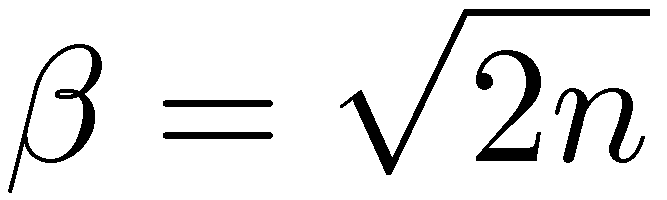 β = √2n